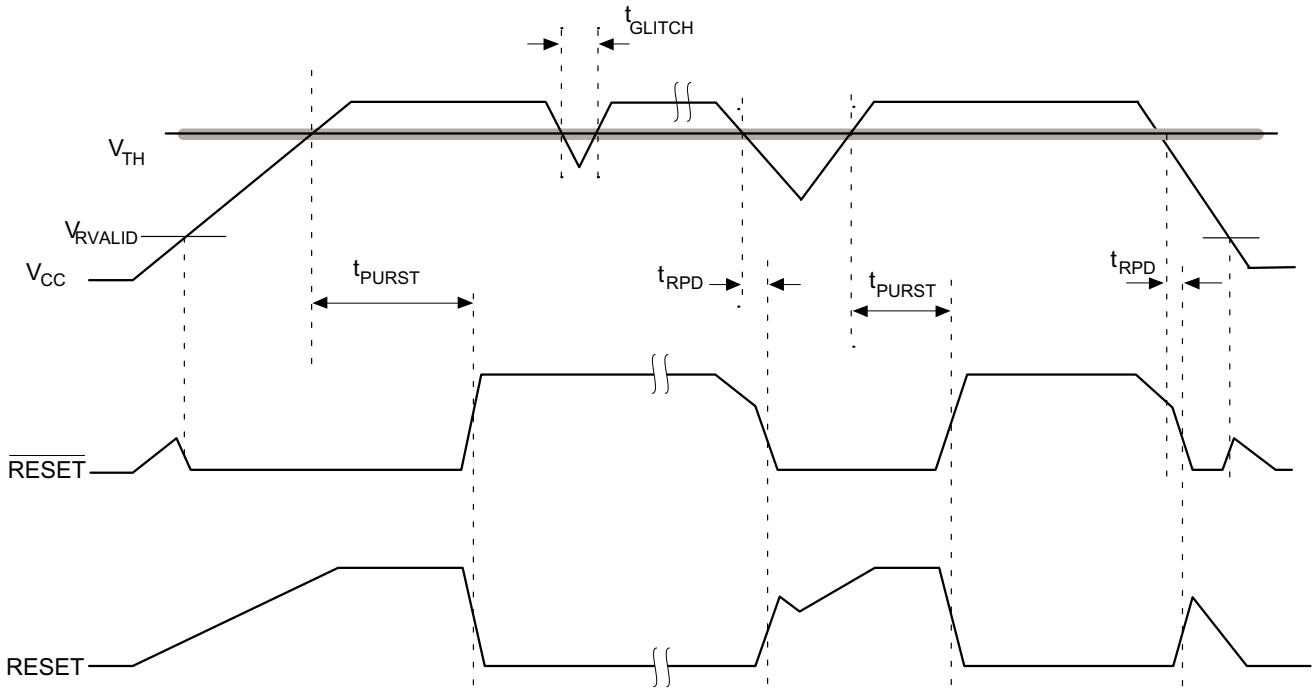 tGLITCH
VTH
VRVALID
VCC
tPURST
tRPD
tPURST
tRPD
RESET
RESET